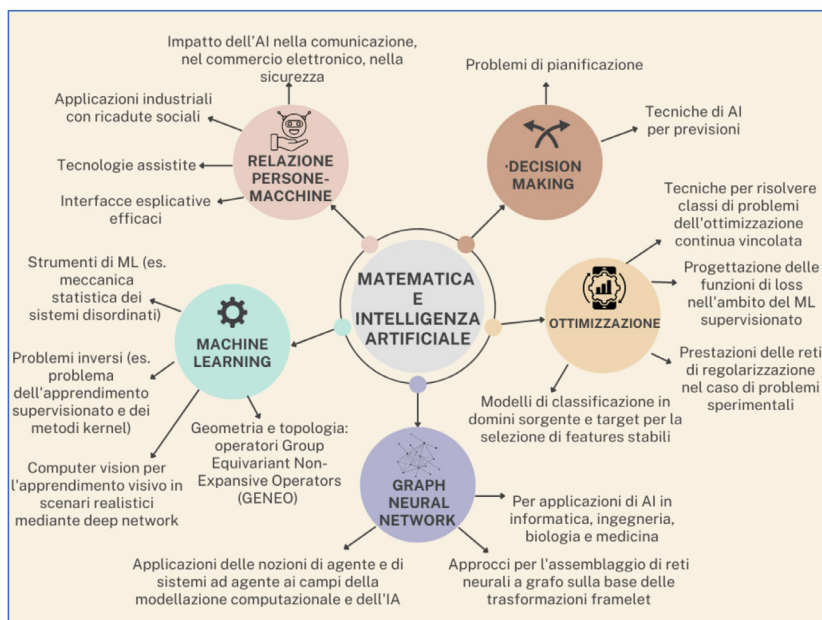 Impatto dell'AI nella comunicazione,
nel commercio elettronico, nella
sicurezza
Applicazioni industriali
con ricadute sociali
Tecnologie assistite
Interfacce esplicative
efficaci
RELAZIONE
PERSONE-
MACCHINE
Problemi di pianificazione
Tecniche di AI
per previsioni
·DECISION
MAKING
Tecniche per risolvere
classi di problemi
dell'ottimizzazione
continua vincolata
Progettazione delle
funzioni di loss
nell'ambito del ML
supervisionato
Prestazioni delle reti
di regolarizzazione
nel caso di problemi
sperimentali
Modelli di classificazione in
domini sorgente e target per la
selezione di features stabili
OTTIMIZZAZIONE
MATEMATICA
E
INTELLIGENZA
ARTIFICIALE
Strumenti di ML (es.
meccanica
statistica dei
sistemi disordinati)
MACHINE
LEARNING
Problemi inversi (es.
problema
dell'apprendimento
supervisionato e dei
metodi kernel)
Computer vision per
l'apprendimento visivo in
scenari realistici
mediante deep network
Geometria e topologia:
operatori Group
Equivariant Non-
Expansive Operators
(GENEO)
GRAPH
NEURAL
NETWORK
Per applicazioni di AI in
informatica, ingegneria,
biologia e medicina
Applicazioni delle nozioni di agente e di
sistemi ad agente ai campi della
modellazione computazionale e dell'IA
Approcci per l'assemblaggio di reti
neurali a grafo sulla base delle
trasformazioni framelet